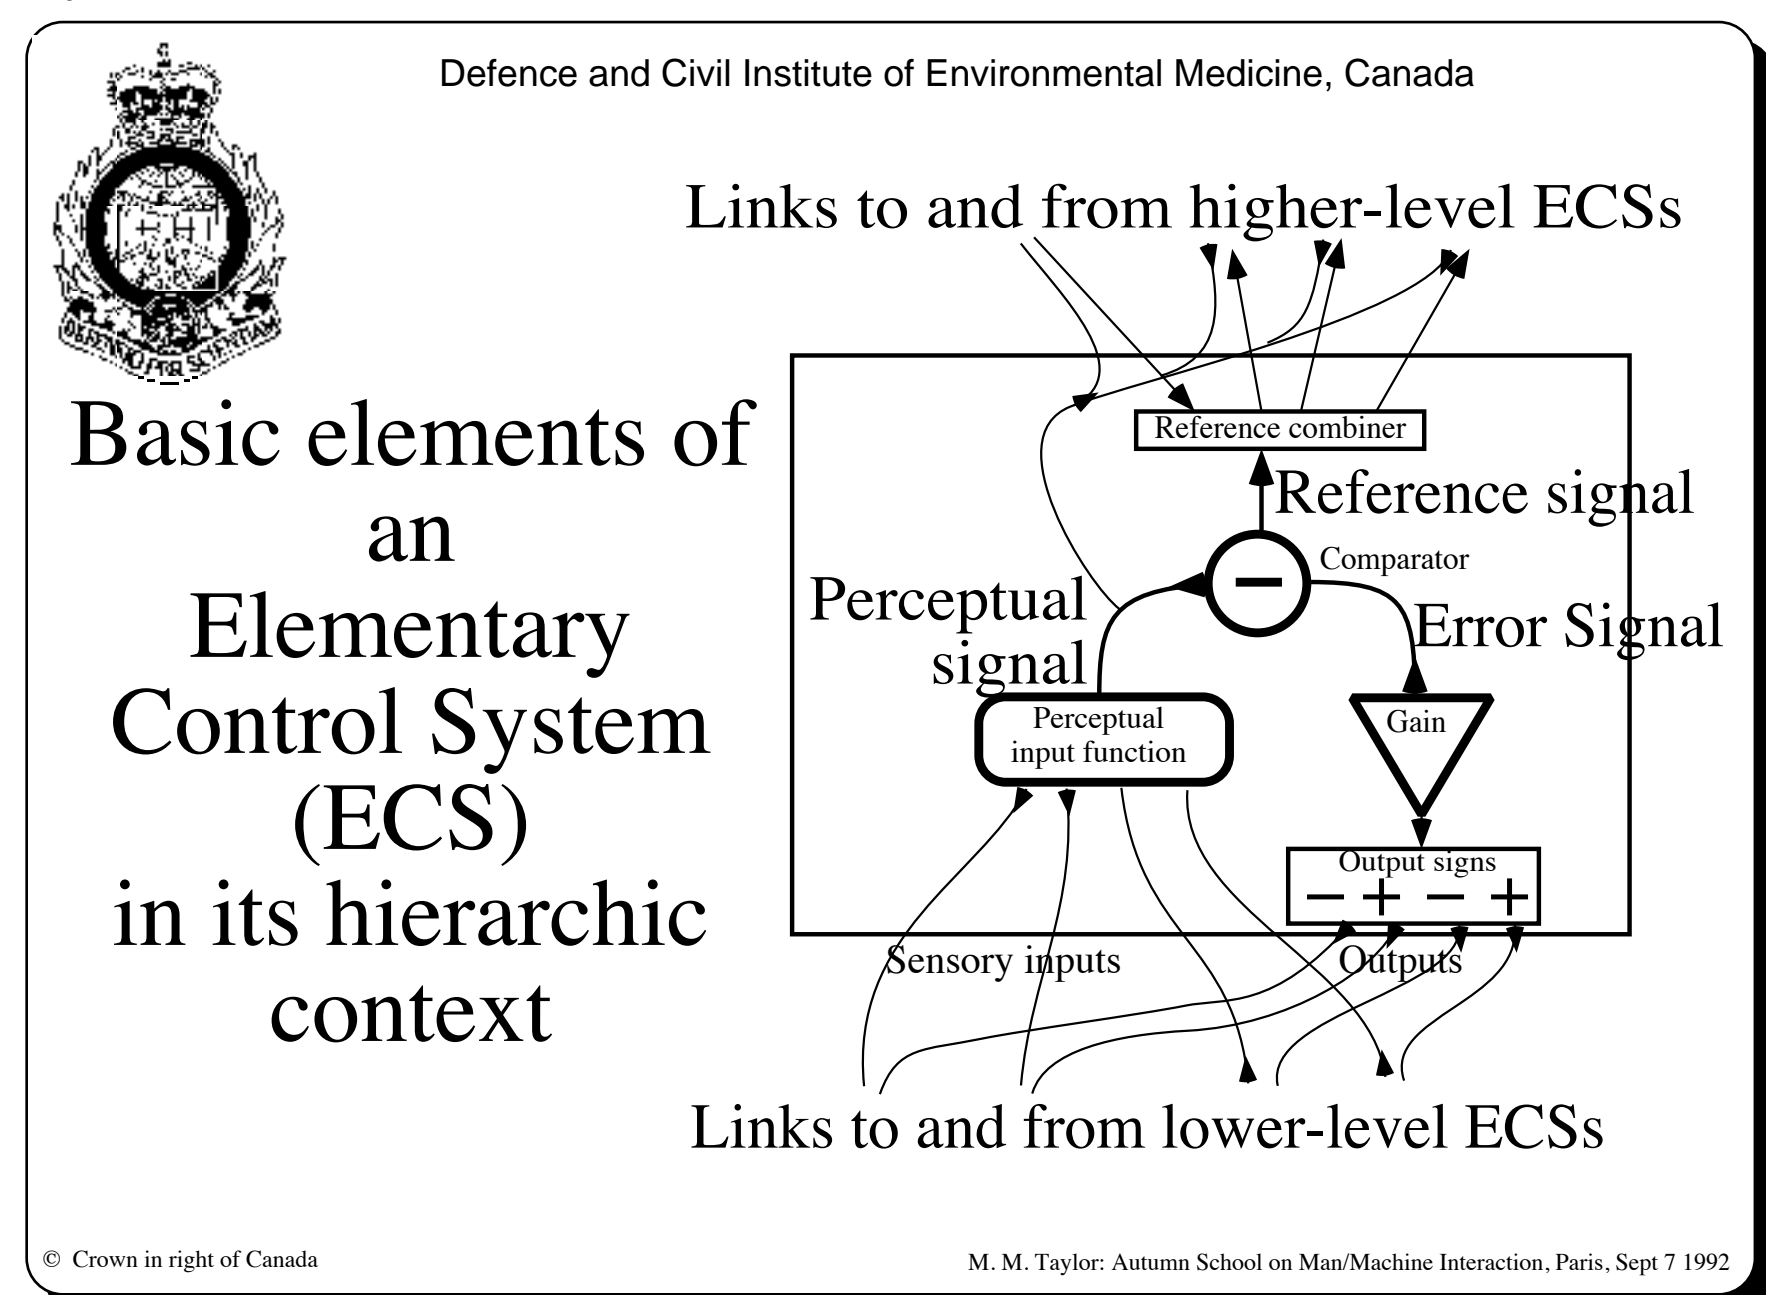 Defence and Civil Institute of Environmental Medicine, Canada
Links to and from higher-level ECSs
Basic elements of
an
Elementary
Control System
(ECS)
in its hierarchic
context
Reference combiner
Reference signal
Comparator
Perceptual
signal
Error Signal
Perceptual
input function
Gain
Output signs
− + − +
Sensory inputs
Outputs
Links to and from lower-level ECSs
© Crown in right of Canada
M. M. Taylor: Autumn School on Man/Machine Interaction, Paris, Sept 7 1992